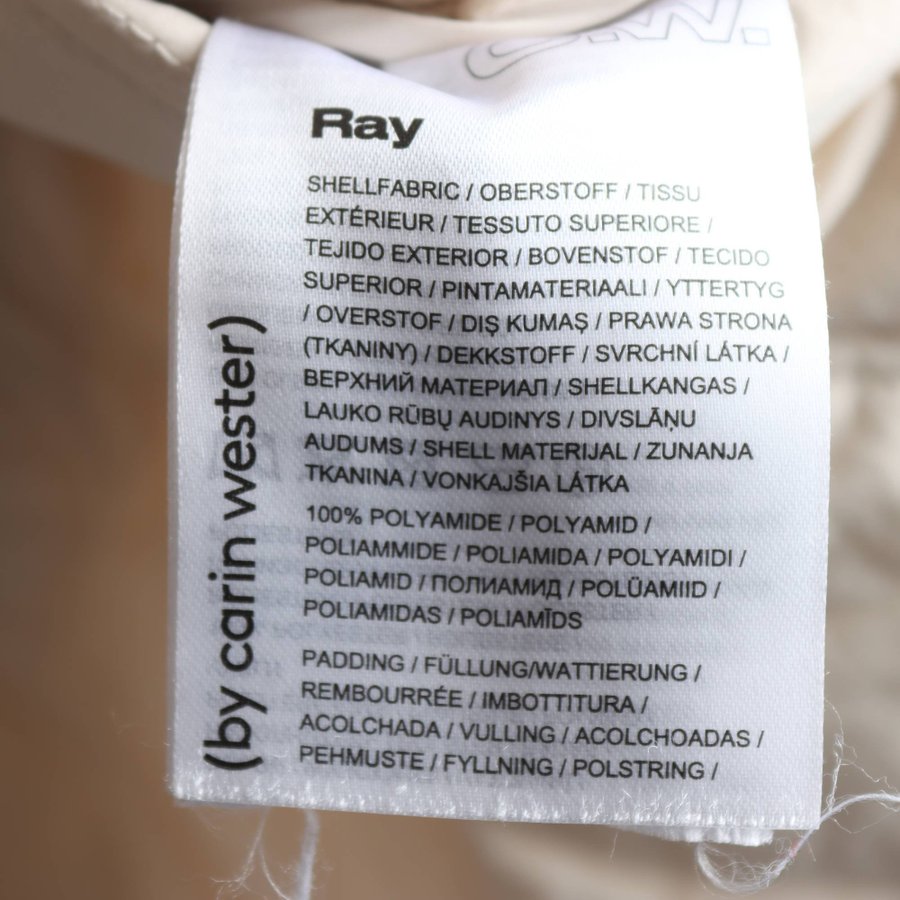 C.W.
Ray
SHELLFABRIC / OBERSTOFF / TISSU
EXTÉRIEUR / TESSUTO SUPERIORE /
TEJIDO EXTERIOR / BOVENSTOF / TECIDO
SUPERIOR / PINTAMATERIAALI / YTTERTYG
/ OVERSTOF / DIŞ KUMAŞ / PRAWA STRONA
(TKANINY) / DEKKSTOFF / SVRCHNÍ LÁTKA /
ВЕРХНИЙ МАТЕРИАЛ / SHELLKANGAS /
LAUKO RŪBŲ AUDINYS / DIVSLĀŅU
AUDUMS / SHELL MATERIJAL / ZUNANJA
TKANINA / VONKAJŠIA LÁTKA
100% POLYAMIDE / POLYAMID /
POLIAMMIDE / POLIAMIDA / POLYAMIDI /
POLIAMID / ПОЛИАМИД / POLÜAMIID /
POLIAMIDAS / POLIAMĪDS
PADDING / FÜLLUNG/WATTIERUNG /
REMBOURRÉE / IMBOTTITURA /
ACOLCHADA / VULLING / ACOLCHOADAS /
PEHMUSTE / FYLLNING / POLSTRING /
(by carin wester)